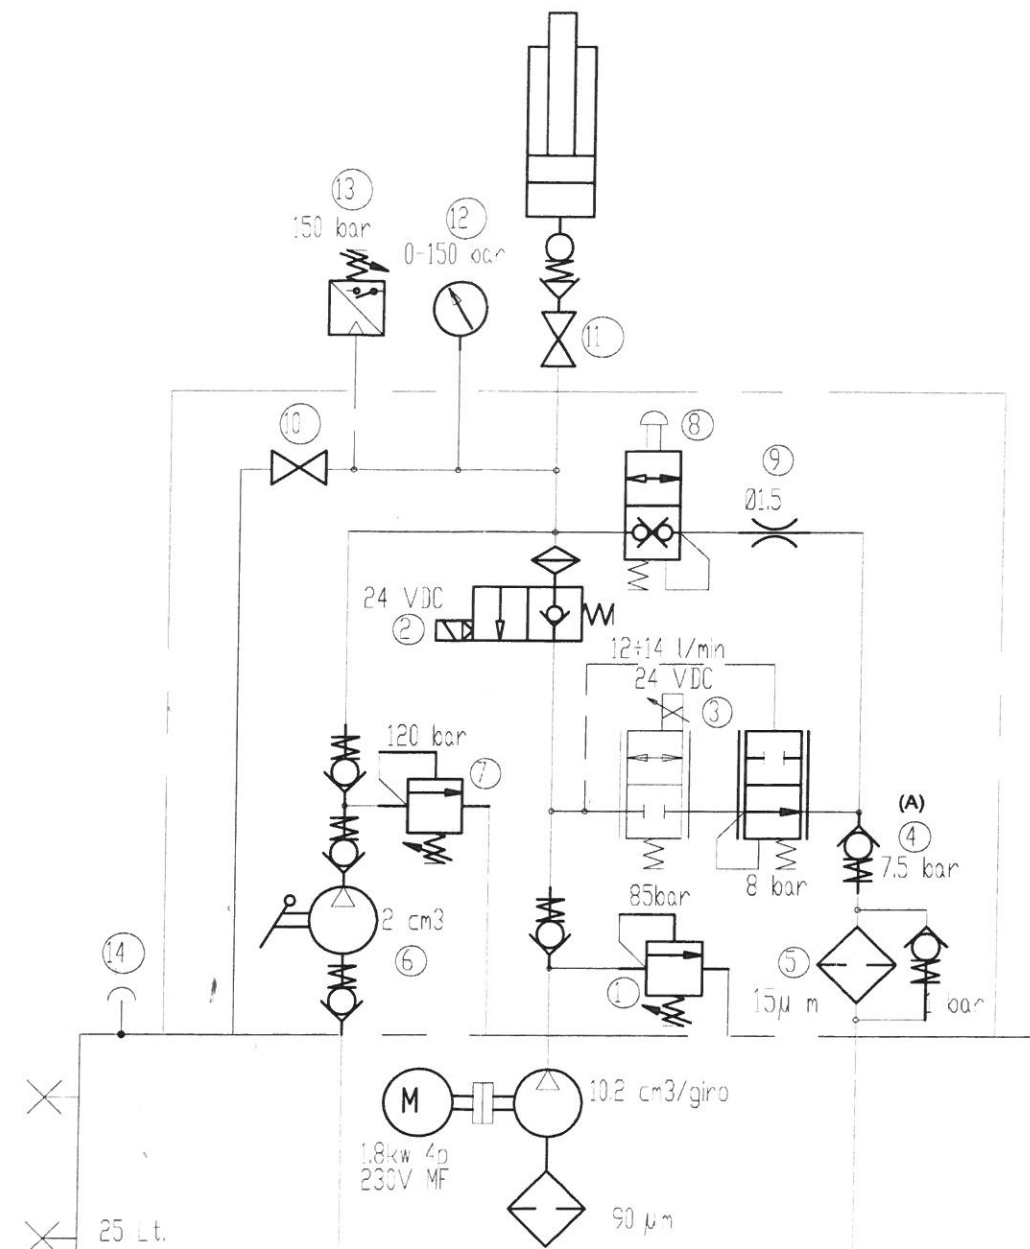 13
150 bar
12
0-150 bar
11
10
8
9
Ø1.5
24 VDC
2
12÷14 l/min
24 VDC
3
120 bar
7
(A)
4
7.5 bar
8 bar
85bar
2 cm3
6
14
5
1
15µ m
1 bar
10.2 cm3/giro
M
1.8kw 4p
230V MF
90 µm
25 Lt.